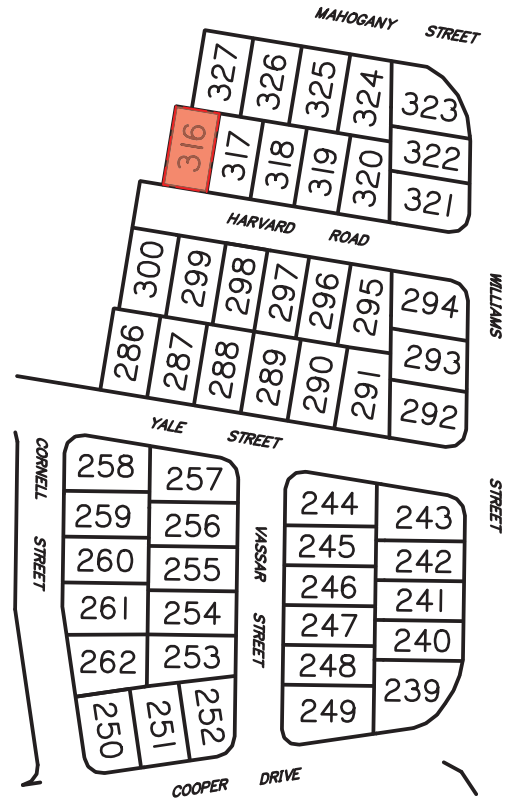 MAHOGANY STREET
327 326 325 324 323
316 317 318 319 320 322
321
HARVARD ROAD
300 299 298 297 296 295 294
WILLIAMS STREET
286 287 288 289 290 291 293
292
YALE STREET
CORNELL STREET
258 257
259 256
260 255
261 254
262 253
250 251 252
VASSAR STREET
244 243
245 242
246 241
247 240
248 239
249
COOPER DRIVE